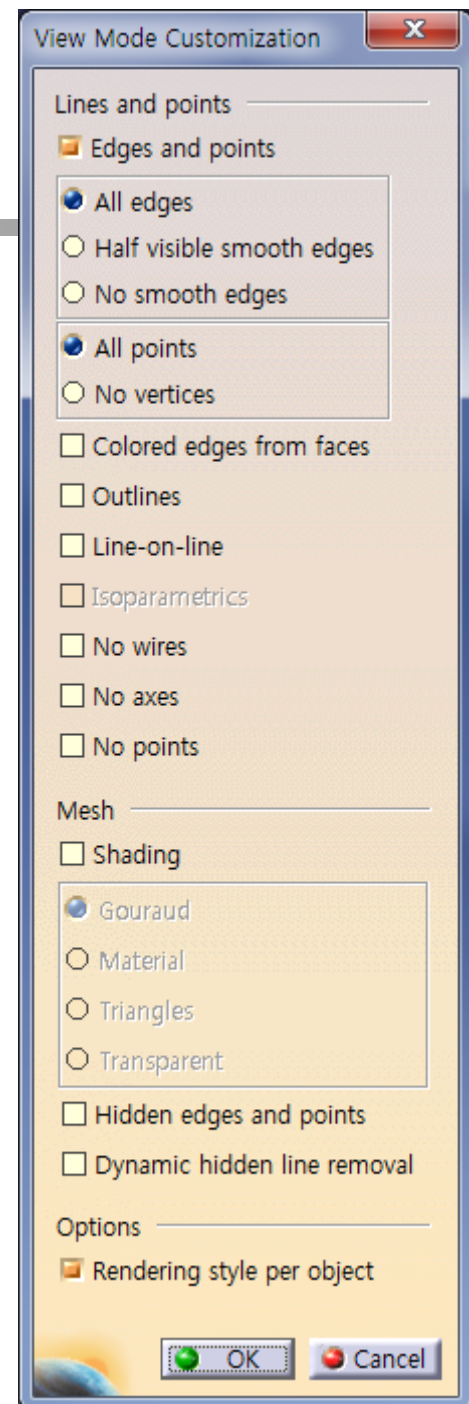 View Mode Customization
Lines and points
Edges and points
All edges
Half visible smooth edges
No smooth edges
All points
No vertices
Colored edges from faces
Outlines
Line-on-line
Isoparametrics
No wires
No axes
No points
Mesh
Shading
Gouraud
Material
Triangles
Transparent
Hidden edges and points
Dynamic hidden line removal
Options
Rendering style per object
OK Cancel